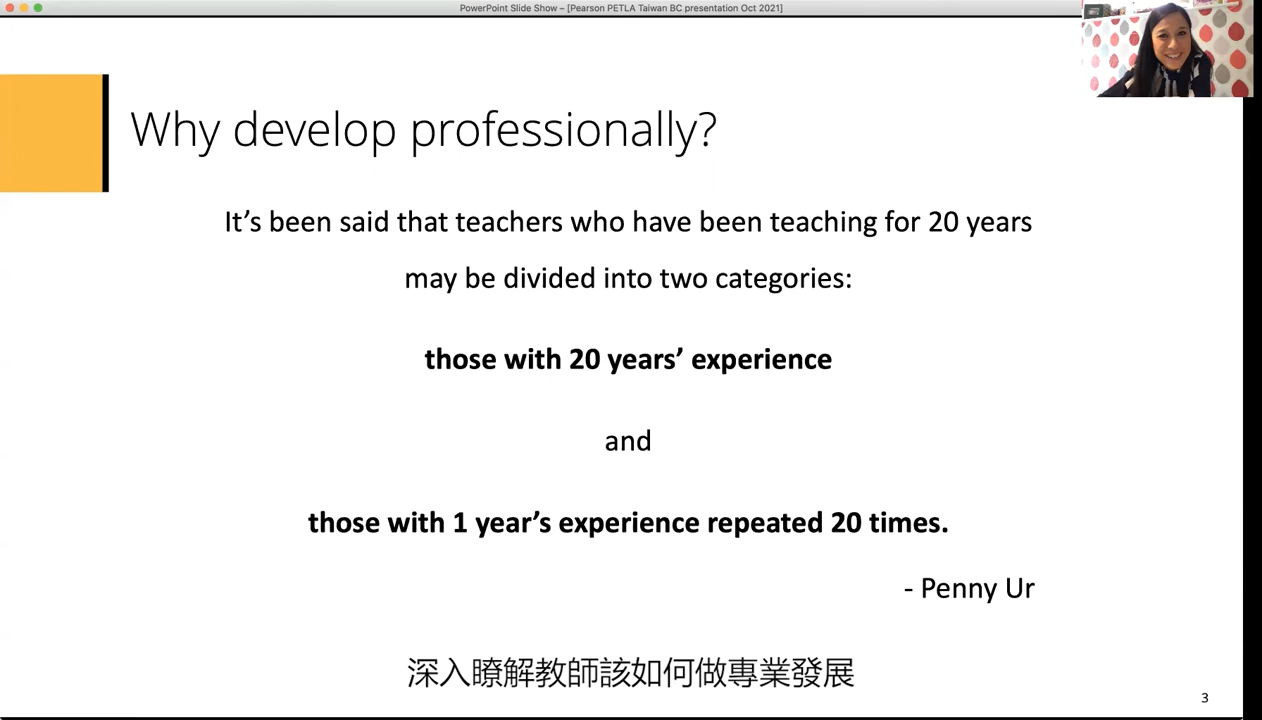 PowerPoint Slide Show – [Pearson PETLA Taiwan BC presentation Oct 2021]
Why develop professionally?
It’s been said that teachers who have been teaching for 20 years
may be divided into two categories:
those with 20 years’ experience
and
those with 1 year’s experience repeated 20 times.
- Penny Ur
深入瞭解教師該如何做專業發展
3